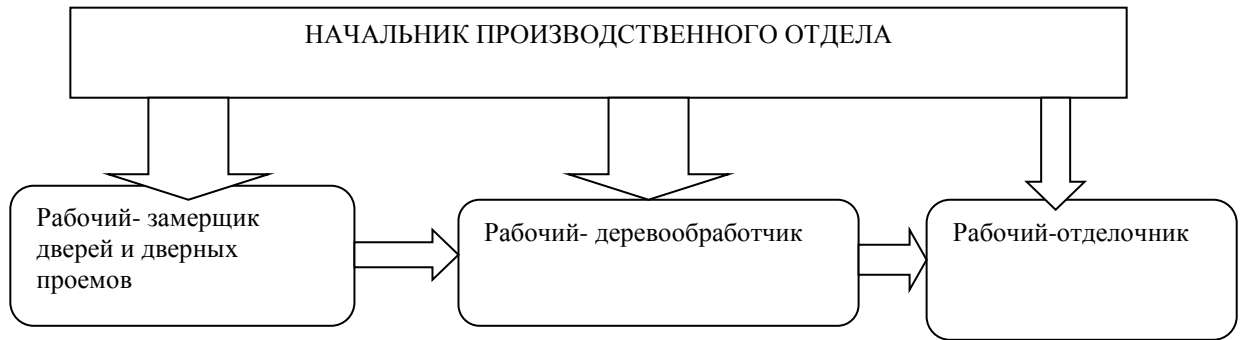 НАЧАЛЬНИК ПРОИЗВОДСТВЕННОГО ОТДЕЛА
Рабочий- замерщик
дверей и дверных
проемов
Рабочий- деревообработчик
Рабочий-отделочник